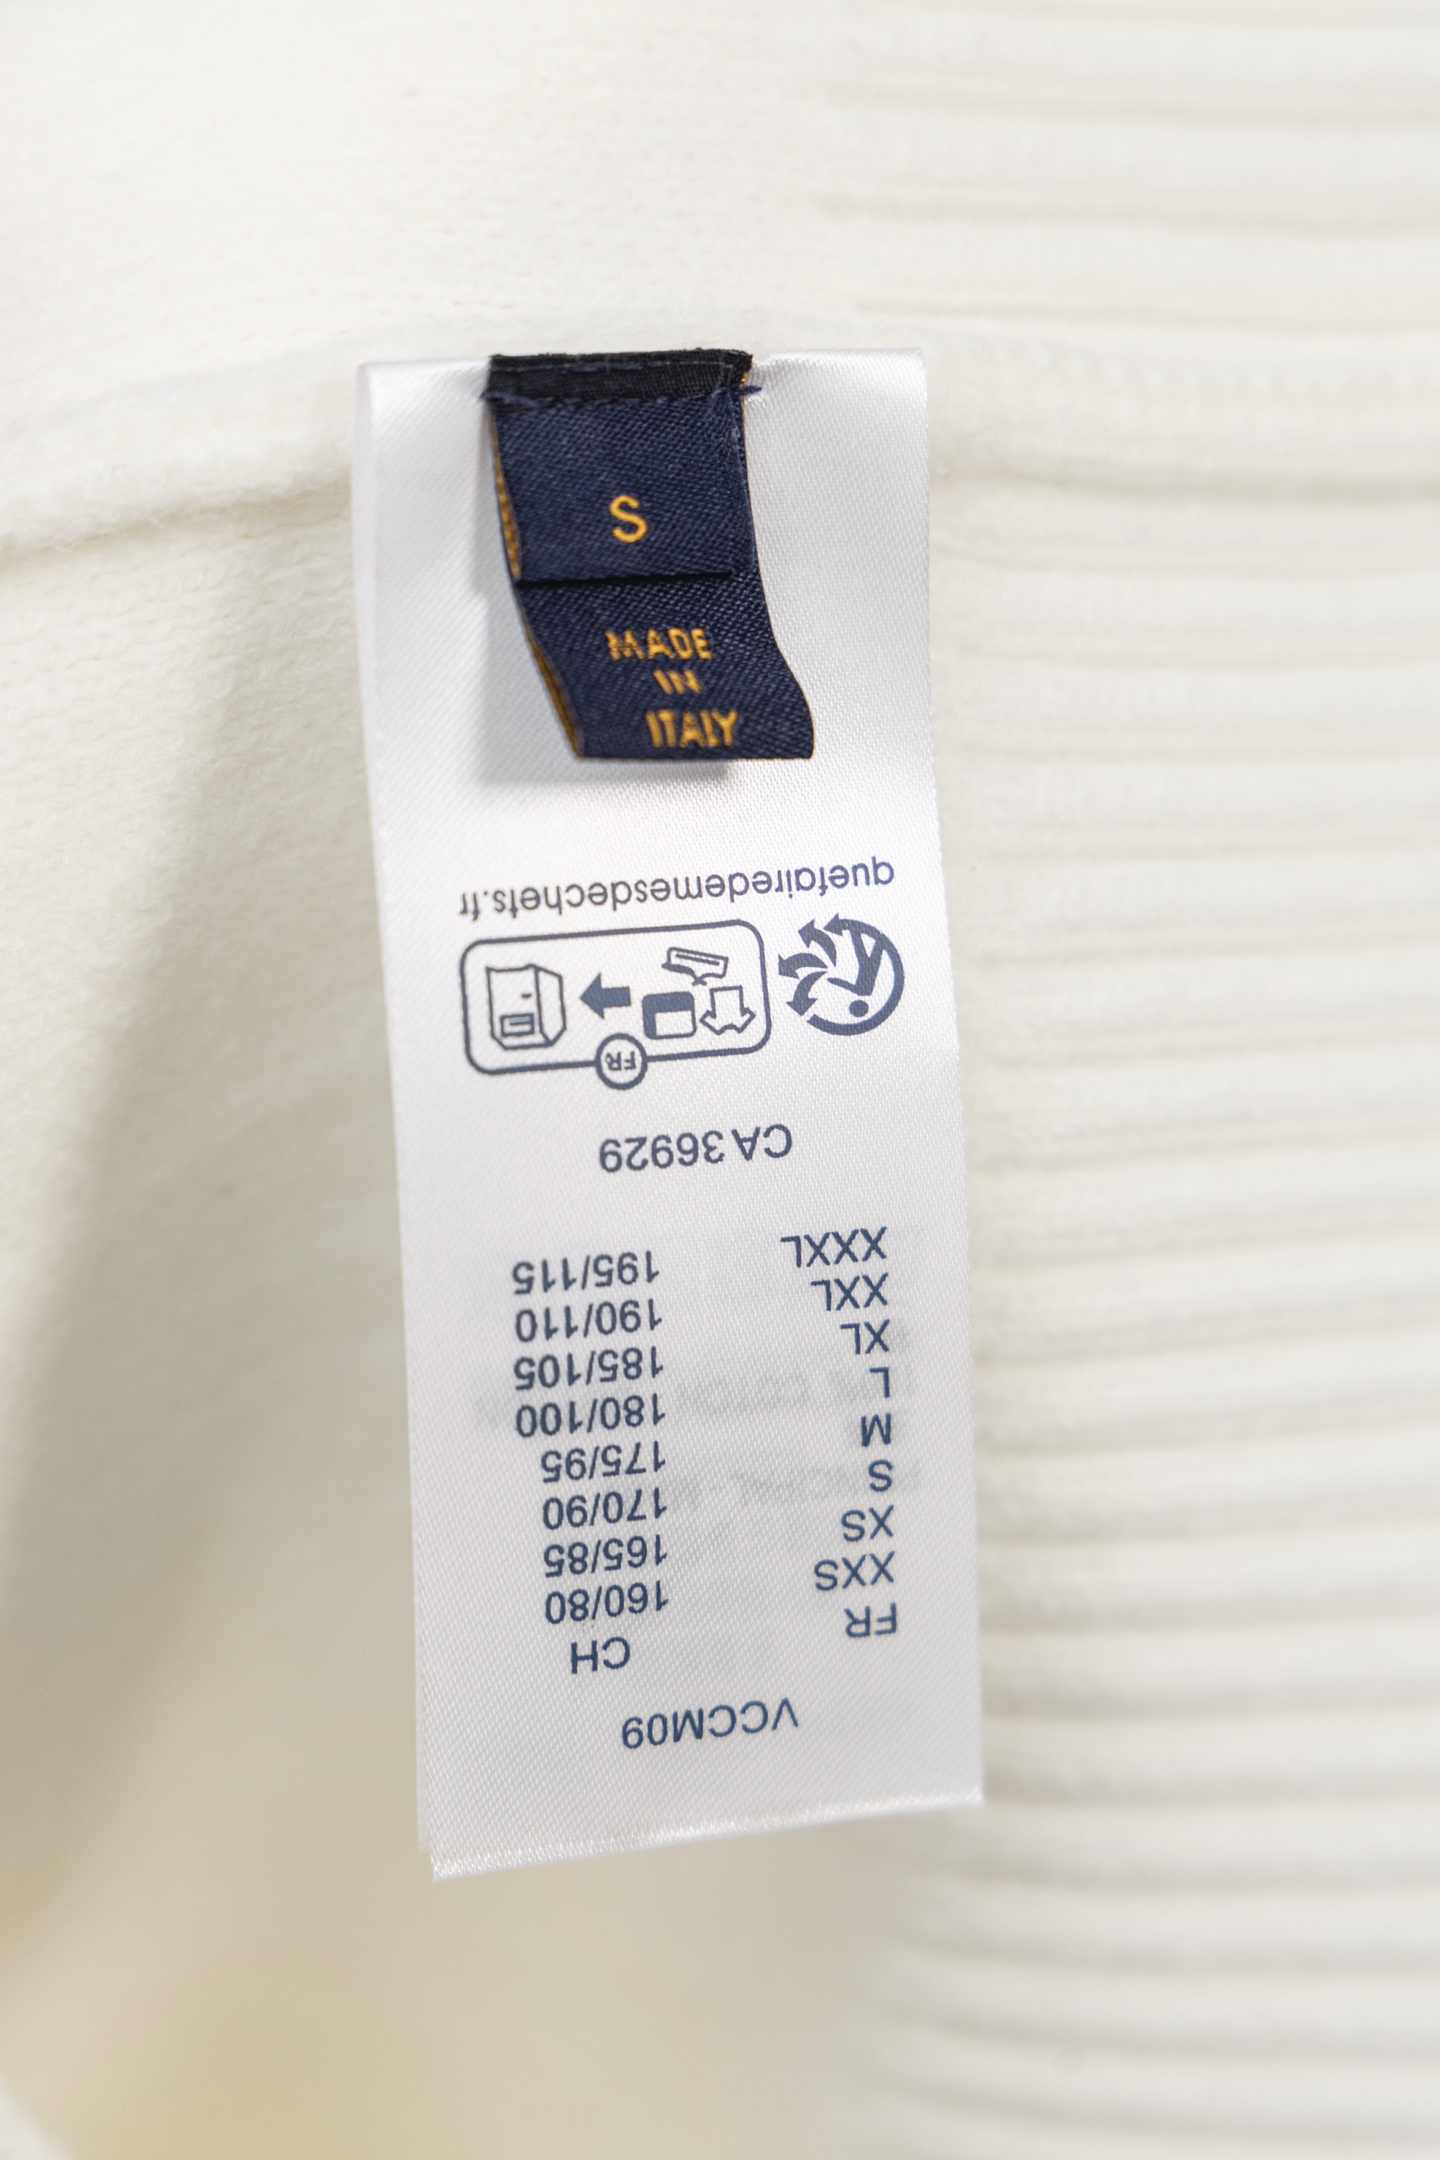 S
MADE
IN
ITALY
VCCM09
FR CH
XXS 160/80
XS 165/85
S 170/90
M 175/95
L 180/100
XL 185/105
XXL 190/110
XXXL 195/115
CA 36929
FR
quefairedemesdechets.fr